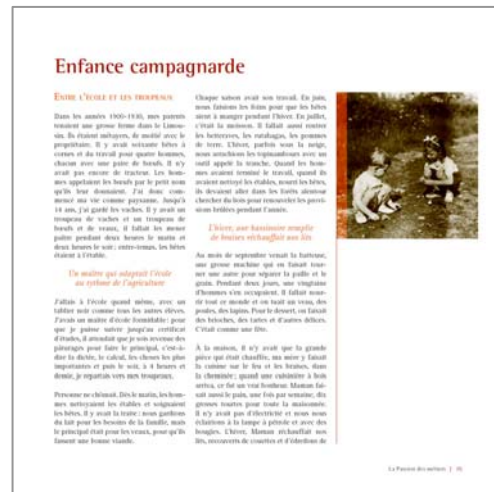 Enfance campagnarde
ENTRE L'ÉCOLE ET LES TROUPEAUX
Dans les années 1900-1930, mes parents
tenaient une grosse ferme dans le Limou-
sin. Ils étaient métayers, de moitié avec le
propriétaire. Il y avait soixante bêtes à
cornes et du travail pour quatre hommes,
chacun avec une paire de bœufs. Il n'y
avait pas encore de tracteur. Les hom-
mes appelaient les bœufs par le petit nom
qu'ils leur donnaient. J'ai donc com-
mencé ma vie comme paysanne. Jusqu'à
14 ans, j'ai gardé les vaches. Il y avait un
troupeau de vaches et un troupeau de
bœufs et de veaux, il fallait les mener
paître pendant deux heures le matin et
deux heures le soir ; entre-temps, les bêtes
étaient à l'étable.
Un maître qui adaptait l'école
au rythme de l'agriculture
J'allais à l'école quand même, avec un
tablier noir comme tous les autres élèves.
J'avais un maître d'école formidable : pour
que je puisse suivre jusqu'au certificat
d'études, il attendait que je sois revenue des
pâturages pour faire le principal, c'est-à-
dire la dictée, le calcul, les choses les plus
importantes et puis le soir, à 4 heures et
demie, je repartais vers mes troupeaux.
Personne ne chômait. Dès le matin, les hom-
mes nettoyaient les étables et soignaient
les bêtes. Il y avait la traite : nous gardions
du lait pour les besoins de la famille, mais
le principal était pour les veaux, pour qu'ils
fassent une bonne viande.
Chaque saison avait son travail. En juin,
nous faisions les foins pour que les bêtes
aient à manger pendant l'hiver. En juillet,
c'était la moisson. Il fallait aussi rentrer
les betteraves, les rutabagas, les pommes
de terre. L'hiver, parfois sous la neige,
nous arrachions les topinambours avec un
outil appelé la tranche. Quand les hom-
mes avaient terminé le travail, quand ils
avaient nettoyé les étables, nourri les bêtes,
ils devaient aller dans les forêts alentour
chercher du bois pour renouveler les provi-
sions brûlées pendant l'année.
L'hiver, une bassinoire remplie
de braises réchauffait nos lits
Au mois de septembre venait la batteuse,
une grosse machine qui en faisait tour-
ner une autre pour séparer la paille et le
grain. Pendant deux jours, une vingtaine
d'hommes s'en occupaient. Il fallait nour-
rir tout ce monde et on tuait un veau, des
poules, des lapins. Pour le dessert, on faisait
des brioches, des tartes et d'autres délices.
C'était comme une fête.
À la maison, il n'y avait que la grande
pièce qui était chauffée, ma mère y faisait
la cuisine sur le feu et les braises, dans
la cheminée ; quand une cuisinière à bois
arriva, ce fut un vrai bonheur. Maman fai-
sait aussi le pain, une fois par semaine, dix
grosses tourtes pour toute la maisonnée.
Il n'y avait pas d'électricité et nous nous
éclairions à la lampe à pétrole et avec des
bougies. L'hiver, Maman réchauffait nos
lits, recouverts de couettes et d'édredons de
La Passion des métiers |